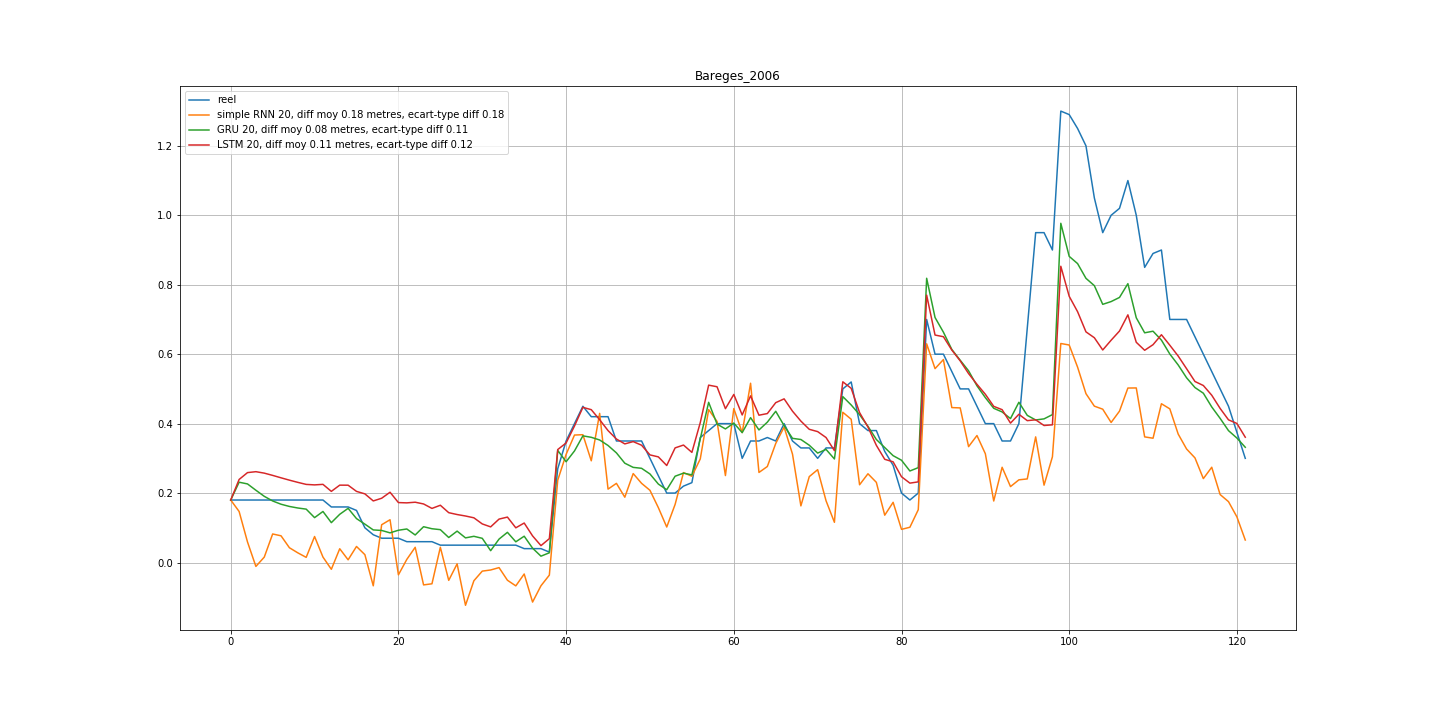 Bareges_2006
reel
simple RNN 20, diff moy 0.18 metres, ecart-type diff 0.18
GRU 20, diff moy 0.08 metres, ecart-type diff 0.11
LSTM 20, diff moy 0.11 metres, ecart-type diff 0.12
1.2
1.0
0.8
0.6
0.4
0.2
0.0
0 20 40 60 80 100 120